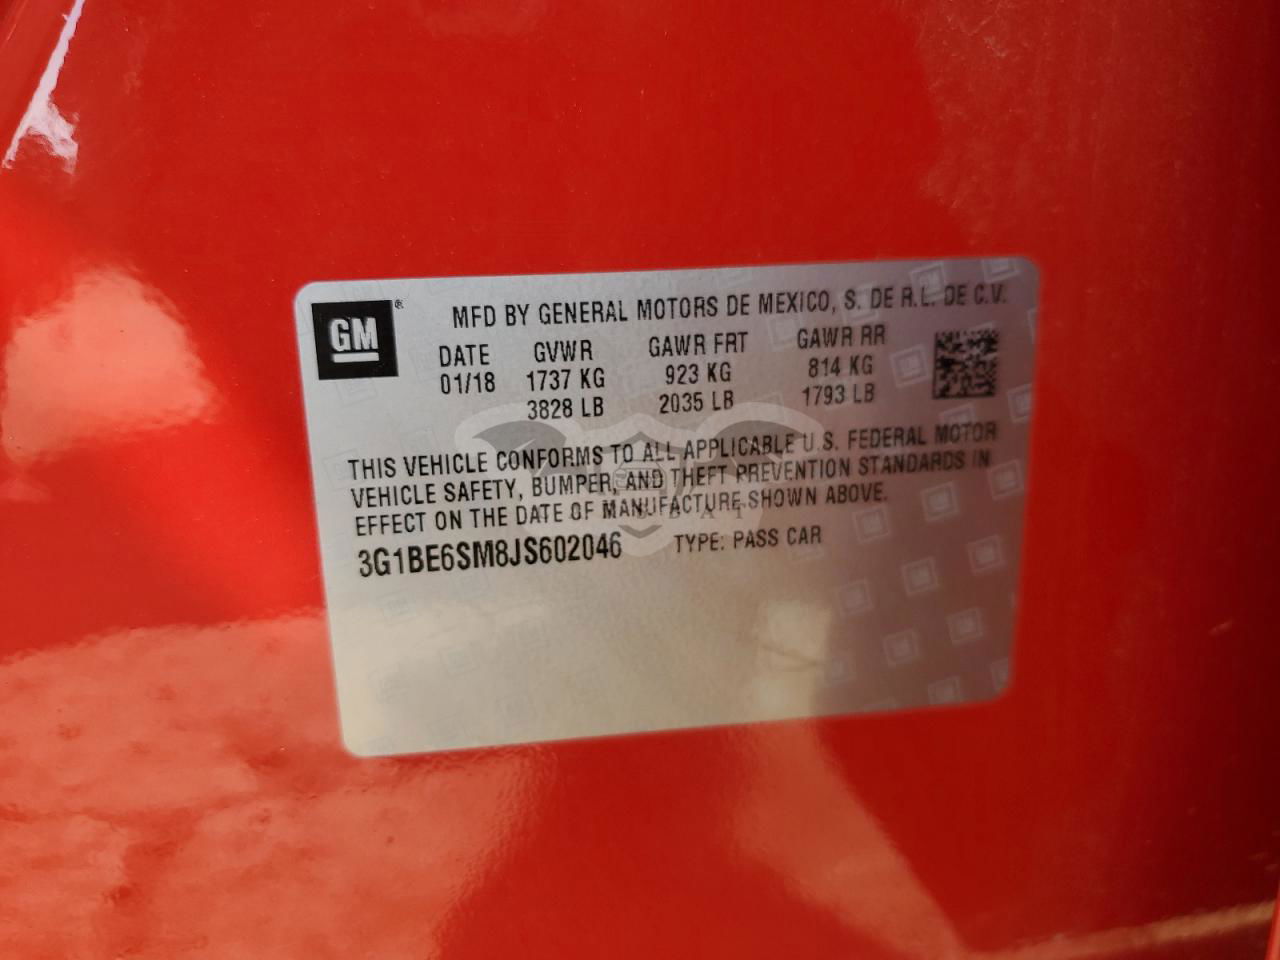 GM®
MFD BY GENERAL MOTORS DE MEXICO, S. DE R.L. DE C.V.
DATE GVWR GAWR FRT GAWR RR
01/18 1737 KG 923 KG 814 KG
3828 LB 2035 LB 1793 LB
THIS VEHICLE CONFORMS TO ALL APPLICABLE U.S. FEDERAL MOTOR
VEHICLE SAFETY, BUMPER, AND THEFT PREVENTION STANDARDS IN
EFFECT ON THE DATE OF MANUFACTURE SHOWN ABOVE.
3G1BE6SM8JS602046 TYPE: PASS CAR